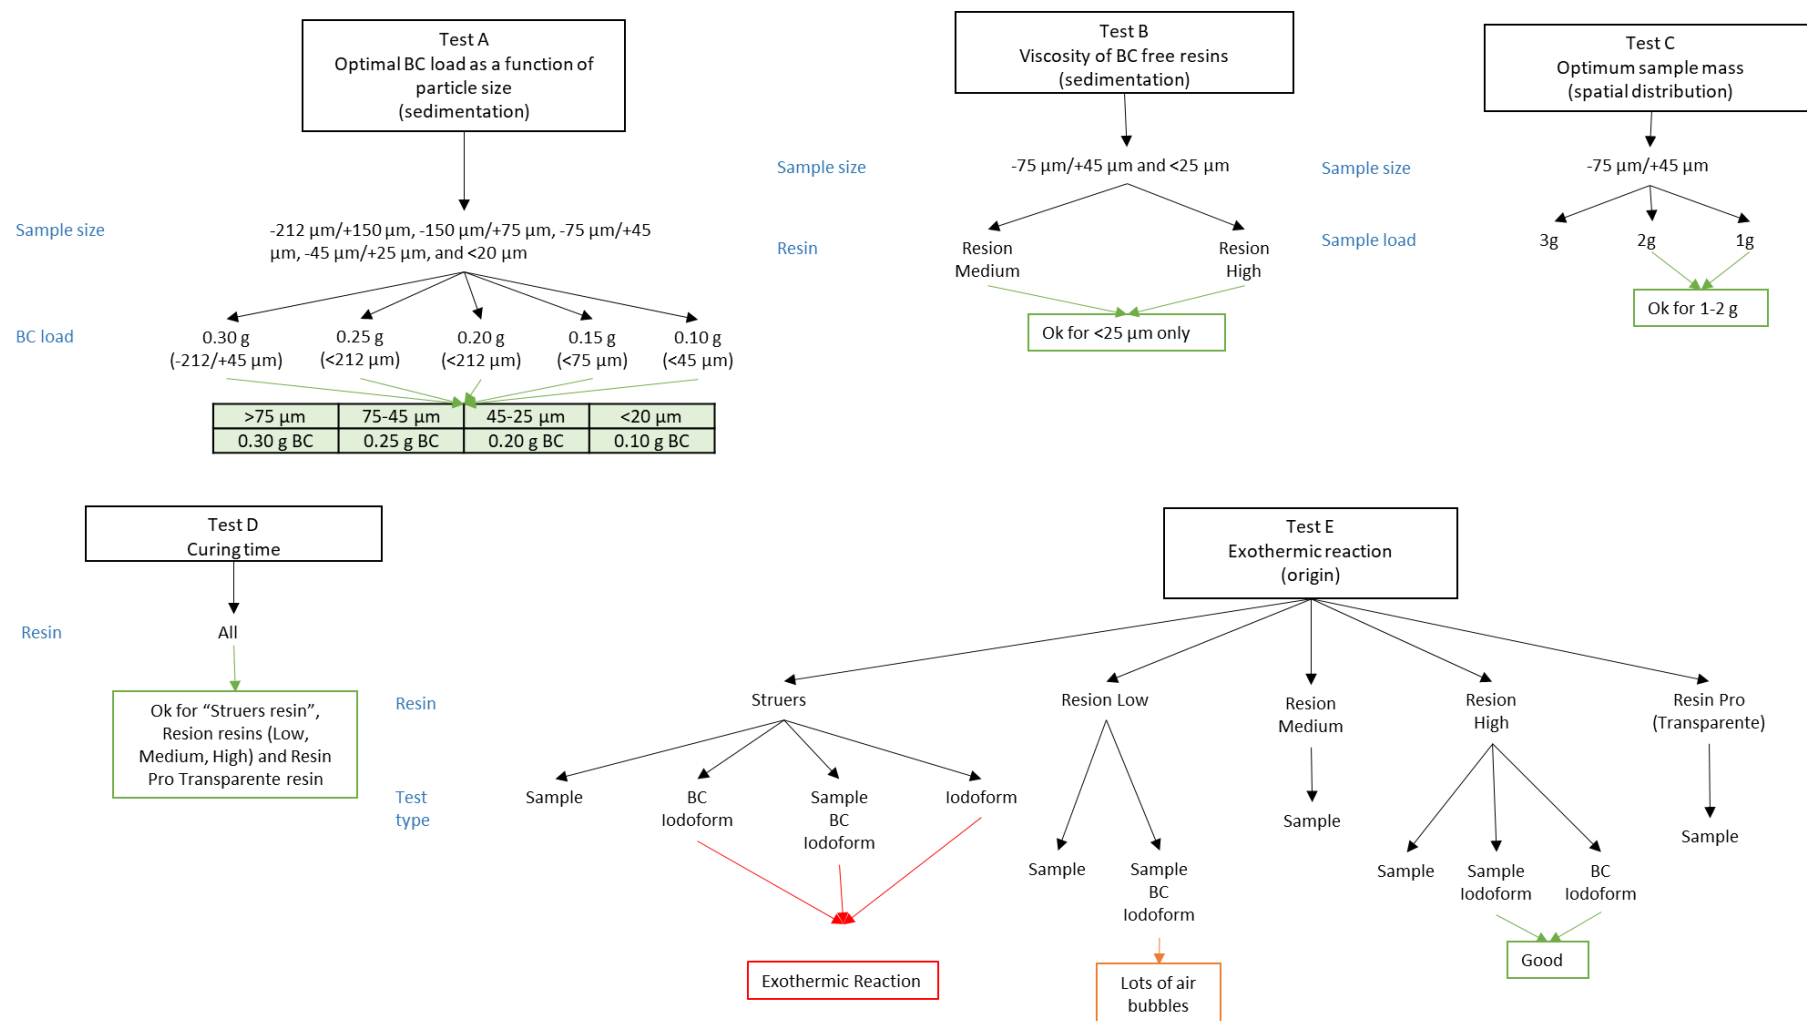 Test A
Optimal BC load as a function of
particle size
(sedimentation)
Sample size
-212 µm/+150 µm, -150 µm/+75 µm, -75 µm/+45
µm, -45 µm/+25 µm, and <20 µm
BC load
0.30 g
(-212/+45 µm)
0.25 g
(<212 µm)
0.20 g
(<212 µm)
0.15 g
(<75 µm)
0.10 g
(<45 µm)
>75 µm 75-45 µm 45-25 µm <20 µm
0.30 g BC 0.25 g BC 0.20 g BC 0.10 g BC
Test B
Viscosity of BC free resins
(sedimentation)
Sample size
-75 µm/+45 µm and <25 µm
Resin
Resion
Medium
Resion
High
Ok for <25 µm only
Test C
Optimum sample mass
(spatial distribution)
Sample size
-75 µm/+45 µm
Sample load
3g 2g 1g
Ok for 1-2 g
Test D
Curing time
Resin
All
Ok for “Struers resin”,
Resion resins (Low,
Medium, High) and Resin
Pro Transparente resin
Test E
Exothermic reaction
(origin)
Resin
Struers
Resion Low
Resion
Medium
Resion
High
Resin Pro
(Transparente)
Test
type
Sample
BC
Iodoform
Sample
BC
Iodoform
Iodoform
Exothermic Reaction
Sample
Sample
BC
Iodoform
Lots of air
bubbles
Sample
Sample
Sample
Iodoform
BC
Iodoform
Good
Sample